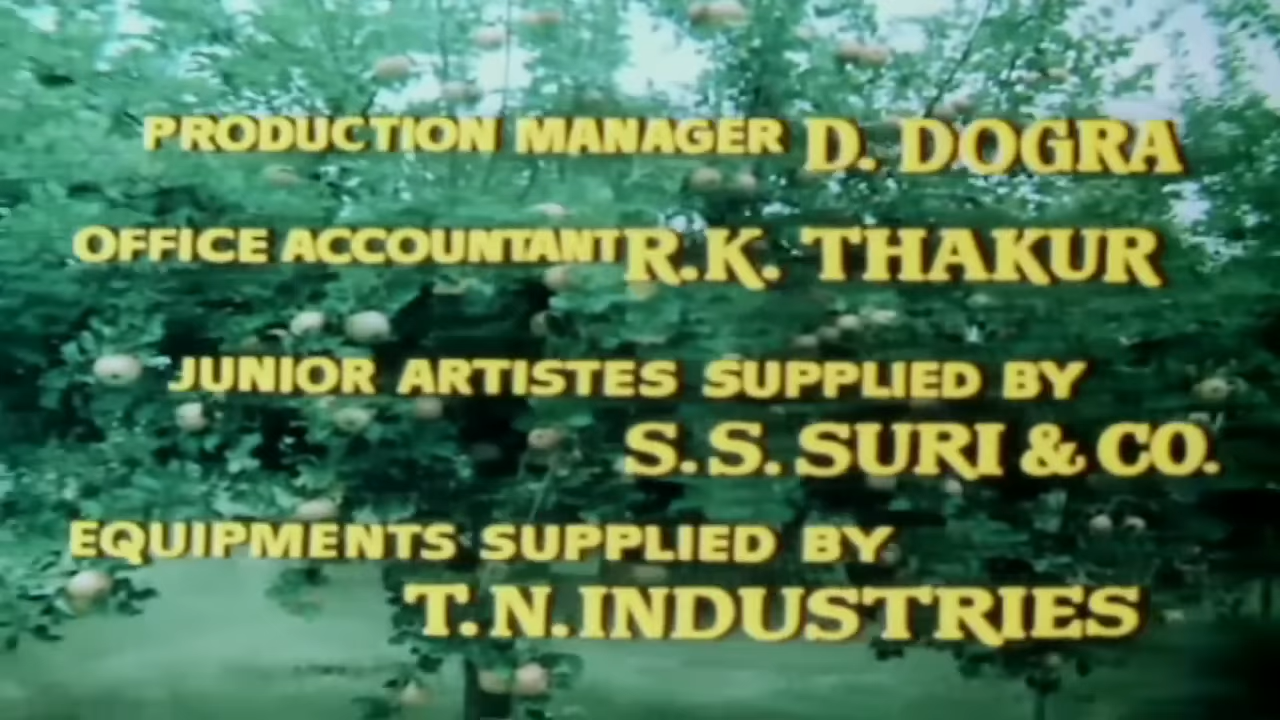 PRODUCTION MANAGER D. DOGRA
OFFICE ACCOUNTANT R.K. THAKUR
JUNIOR ARTISTES SUPPLIED BY
S.S. SURI & CO.
EQUIPMENTS SUPPLIED BY
T.N. INDUSTRIES